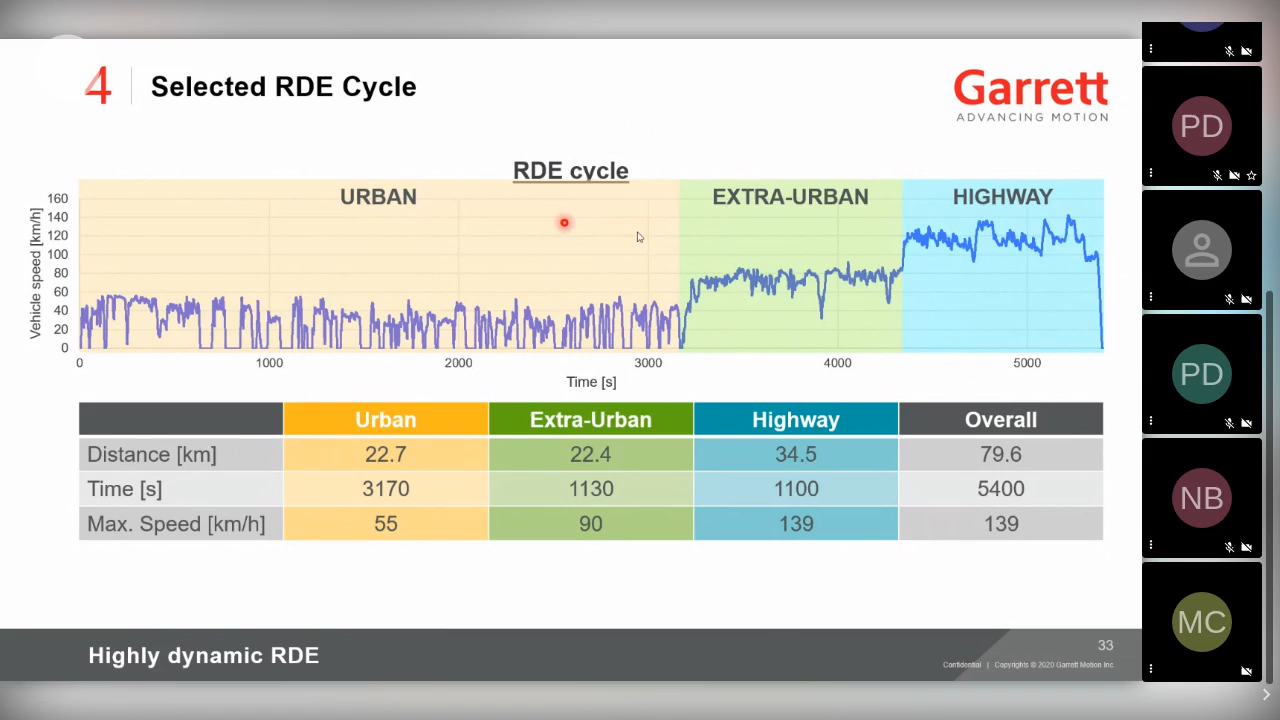 4
Selected RDE Cycle
Garrett
ADVANCING MOTION
RDE cycle
URBAN
EXTRA-URBAN
HIGHWAY
Vehicle speed [km/h]
160
140
120
100
80
60
40
20
0
0 1000 2000 3000 4000 5000
Time [s]
Urban Extra-Urban Highway Overall
Distance [km] 22.7 22.4 34.5 79.6
Time [s] 3170 1130 1100 5400
Max. Speed [km/h] 55 90 139 139
Highly dynamic RDE
33
Confidential | Copyrights © 2020 Garrett Motion Inc.
PD
PD
NB
MC